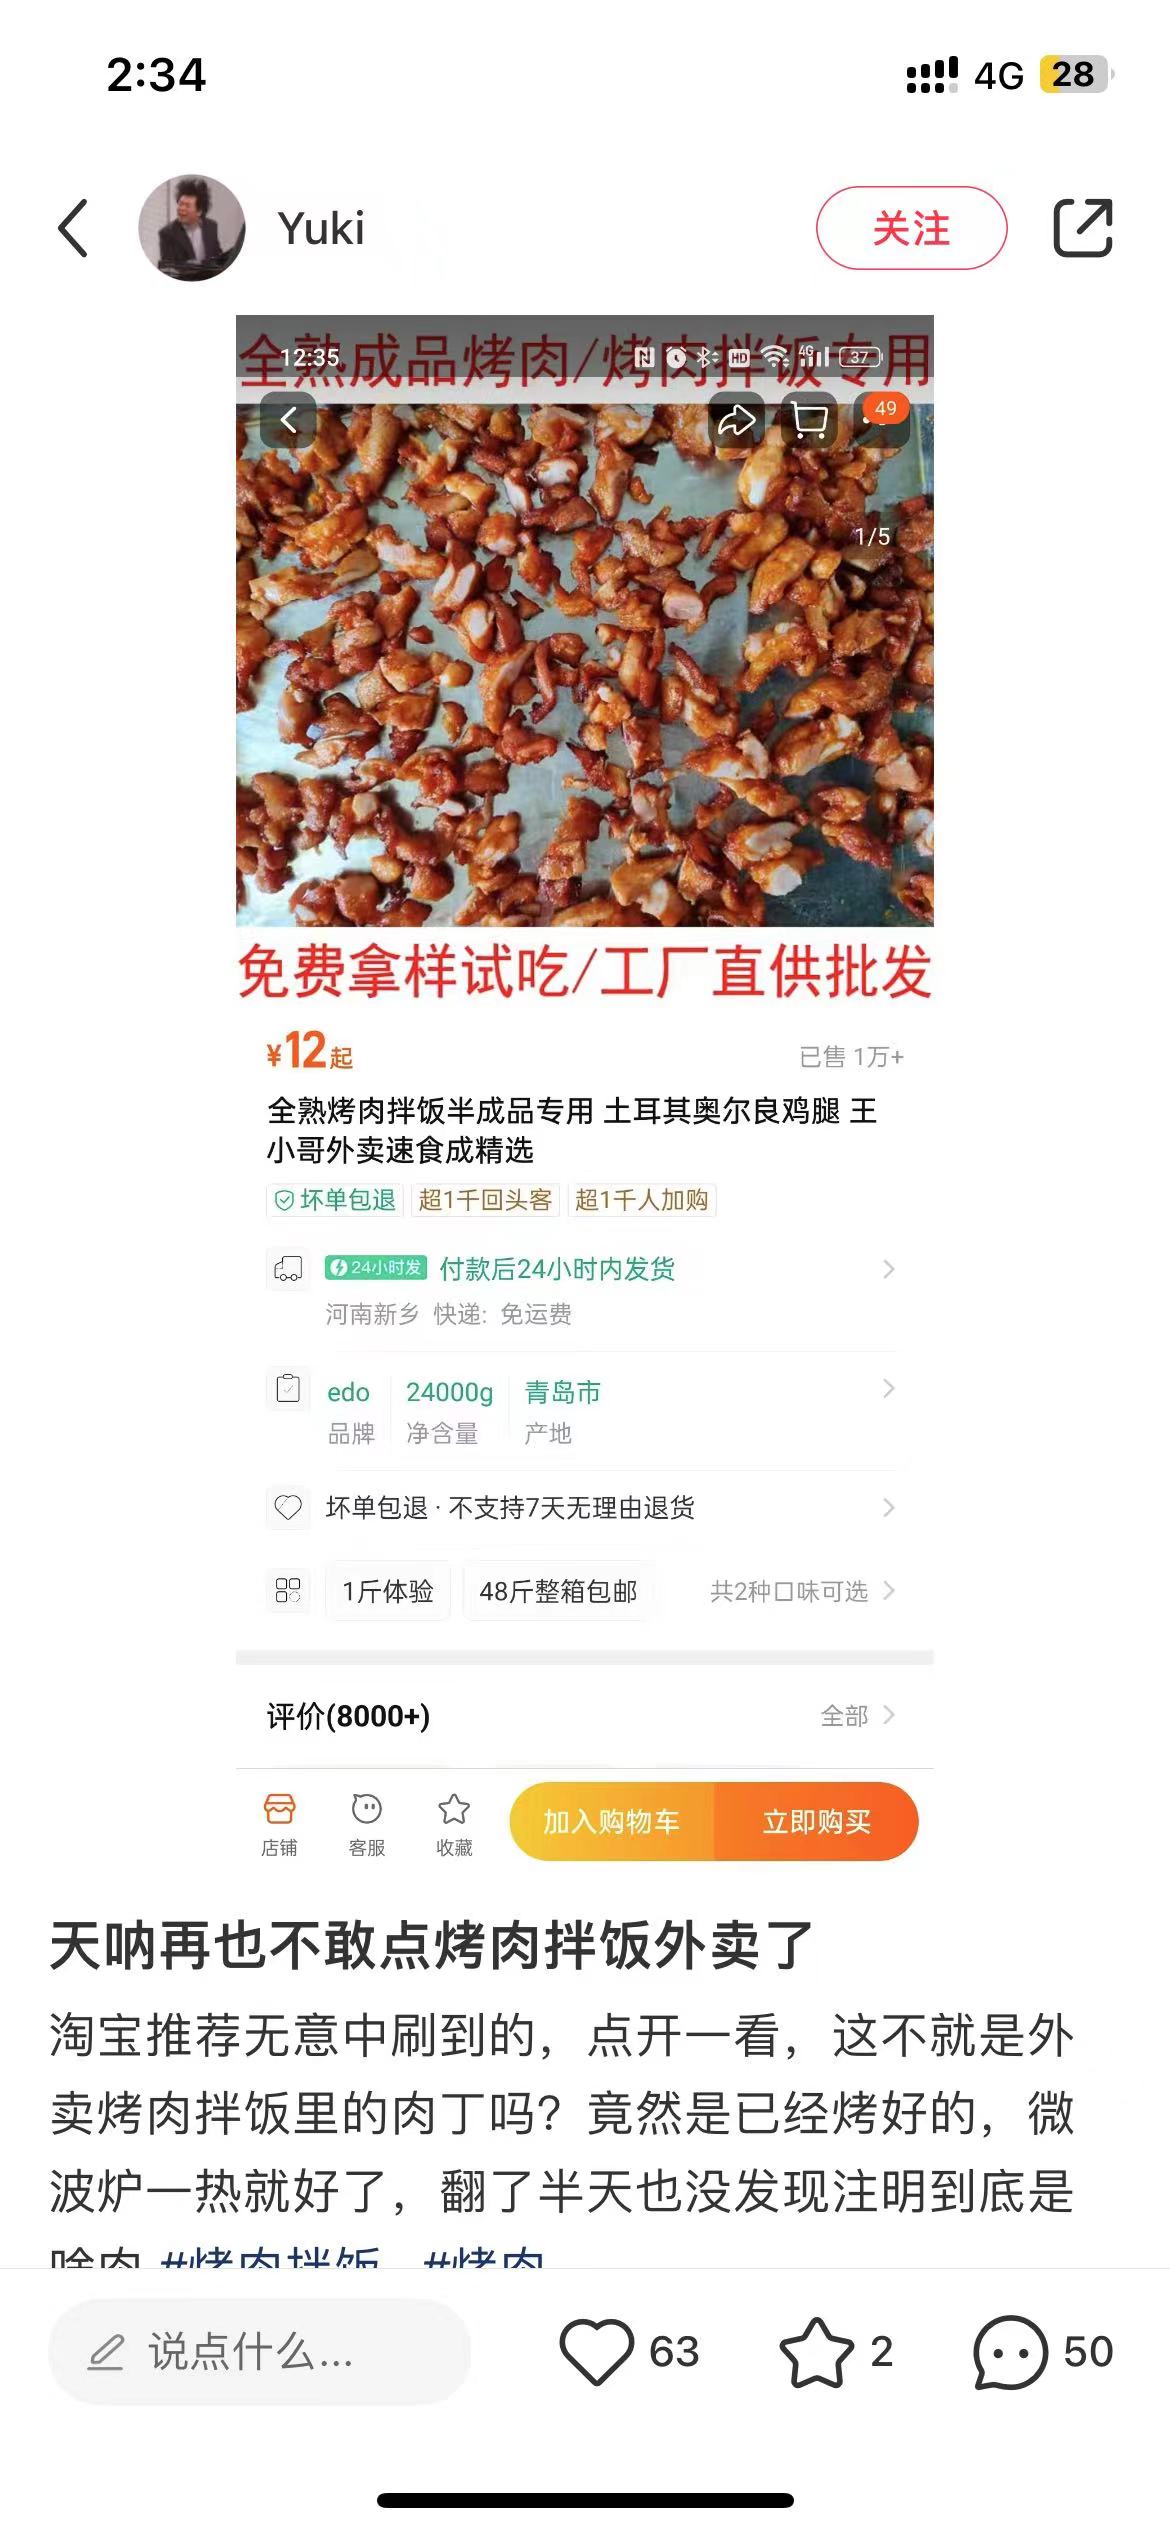 2:34
4G 28
Yuki
关注
全熟成品烤肉/烤肉拌饭专用
12:35
HD 4G 37
49
1/5
免费拿样试吃/工厂直供批发
¥12起
已售 1万+
全熟烤肉拌饭半成品专用 土耳其奥尔良鸡腿 王
小哥外卖速食成精选
坏单包退 超1千回头客 超1千人加购
24小时发 付款后24小时内发货
河南新乡 快递: 免运费
edo 24000g 青岛市
品牌 净含量 产地
坏单包退 · 不支持7天无理由退货
1斤体验 48斤整箱包邮 共2种口味可选
评价(8000+) 全部
店铺 客服 收藏 加入购物车 立即购买
天呐再也不敢点烤肉拌饭外卖了
淘宝推荐无意中刷到的，点开一看，这不就是外
卖烤肉拌饭里的肉丁吗？竟然是已经烤好的，微
波炉一热就好了，翻了半天也没发现注明到底是
啥肉 #烤肉拌饭 #烤肉
说点什么... 63 2 50